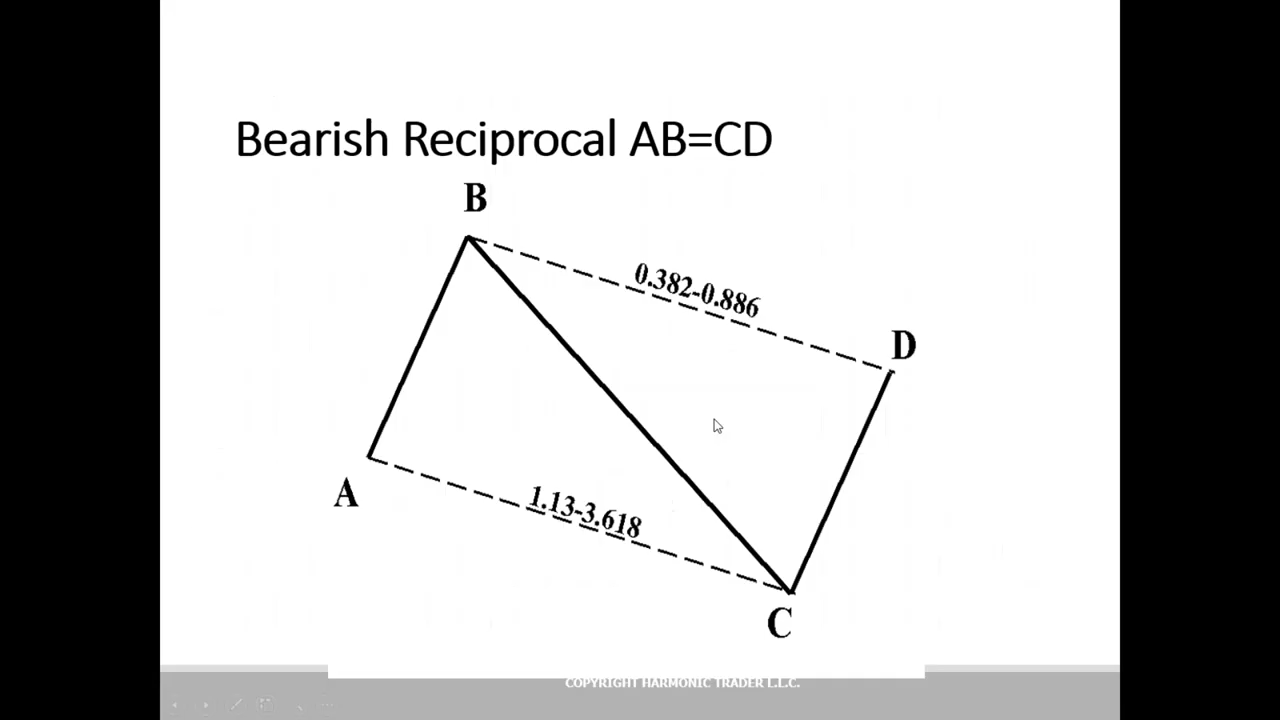 Bearish Reciprocal AB=CD
B
0.382-0.886
D
A
1.13-3.618
C
COPYRIGHT HARMONIC TRADER L.L.C.